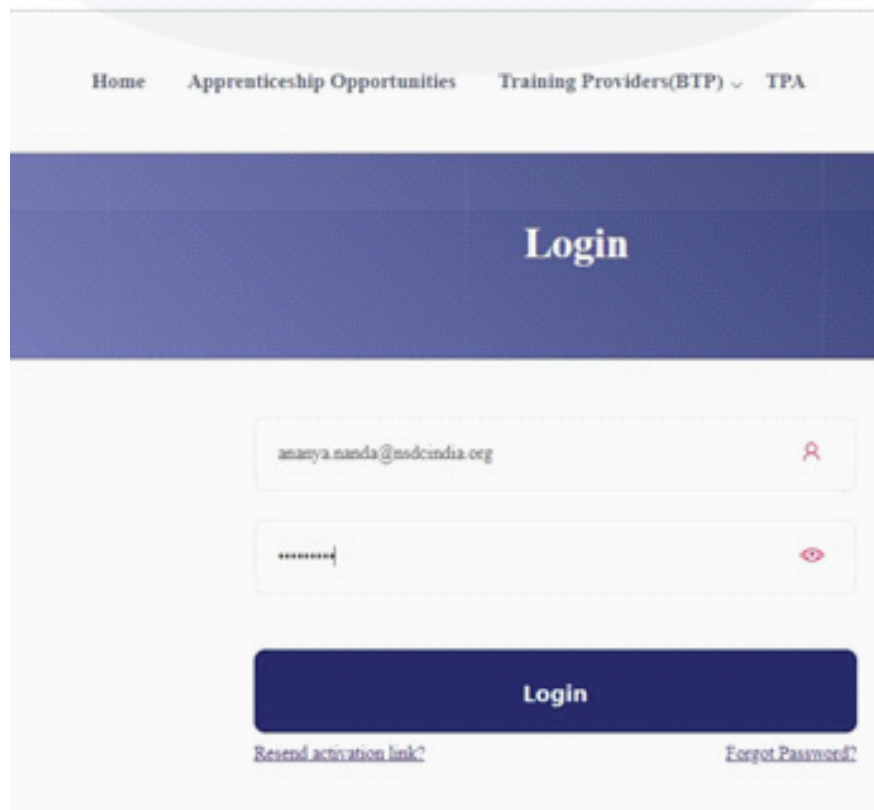 Home Apprenticeship Opportunities Training Providers(BTP) TPA
Login
ananya.nanda@nsdcindia.org
•••••••••
Login
Resend activation link? Forgot Password?